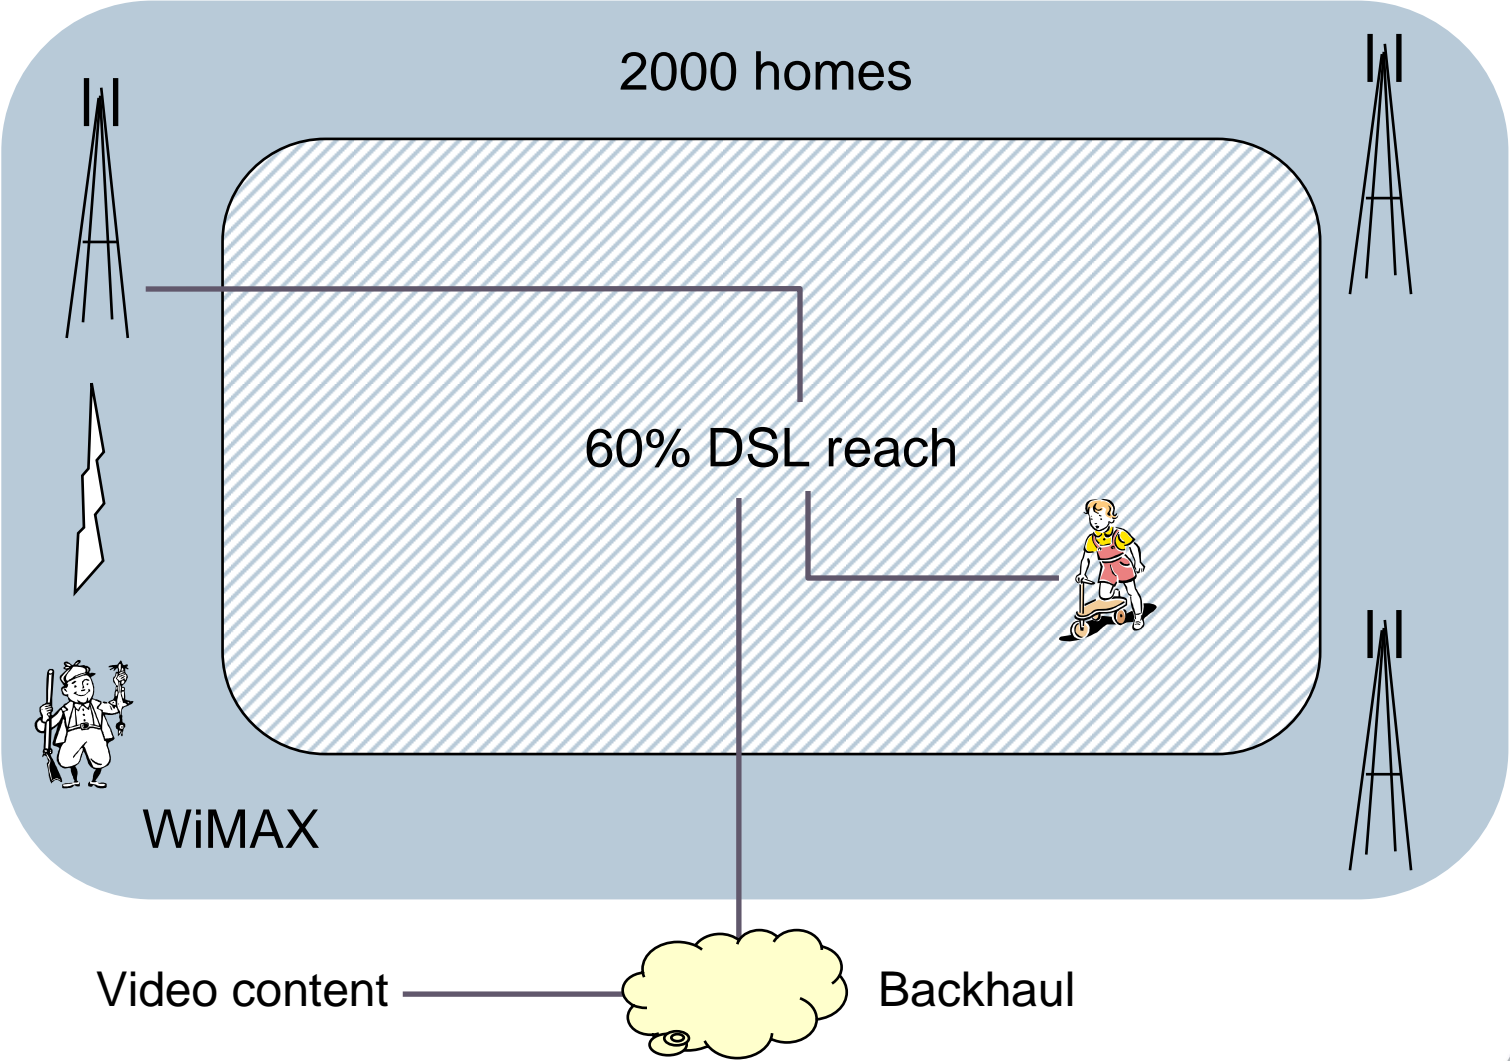 2000 homes
60% DSL reach
WiMAX
Video content
Backhaul